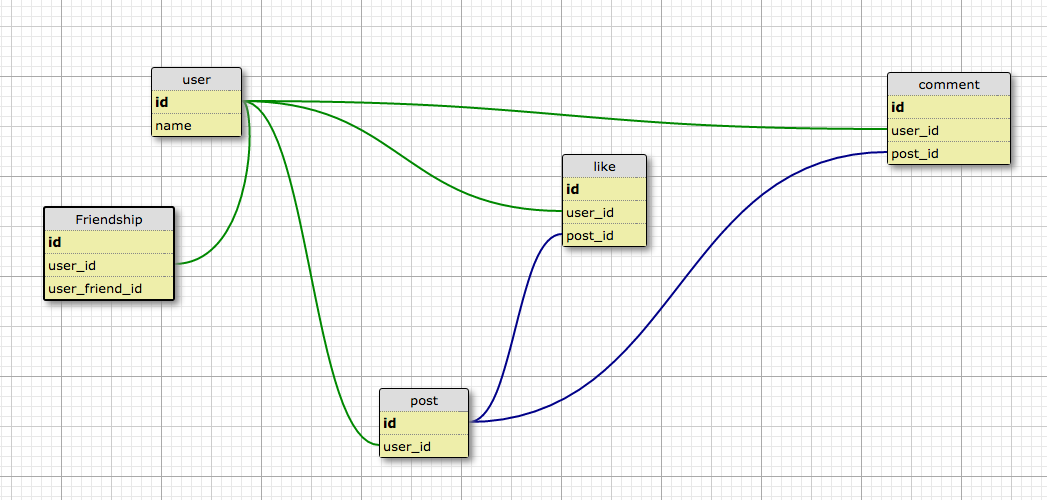 user
id
name
Friendship
id
user_id
user_friend_id
like
id
user_id
post_id
comment
id
user_id
post_id
post
id
user_id